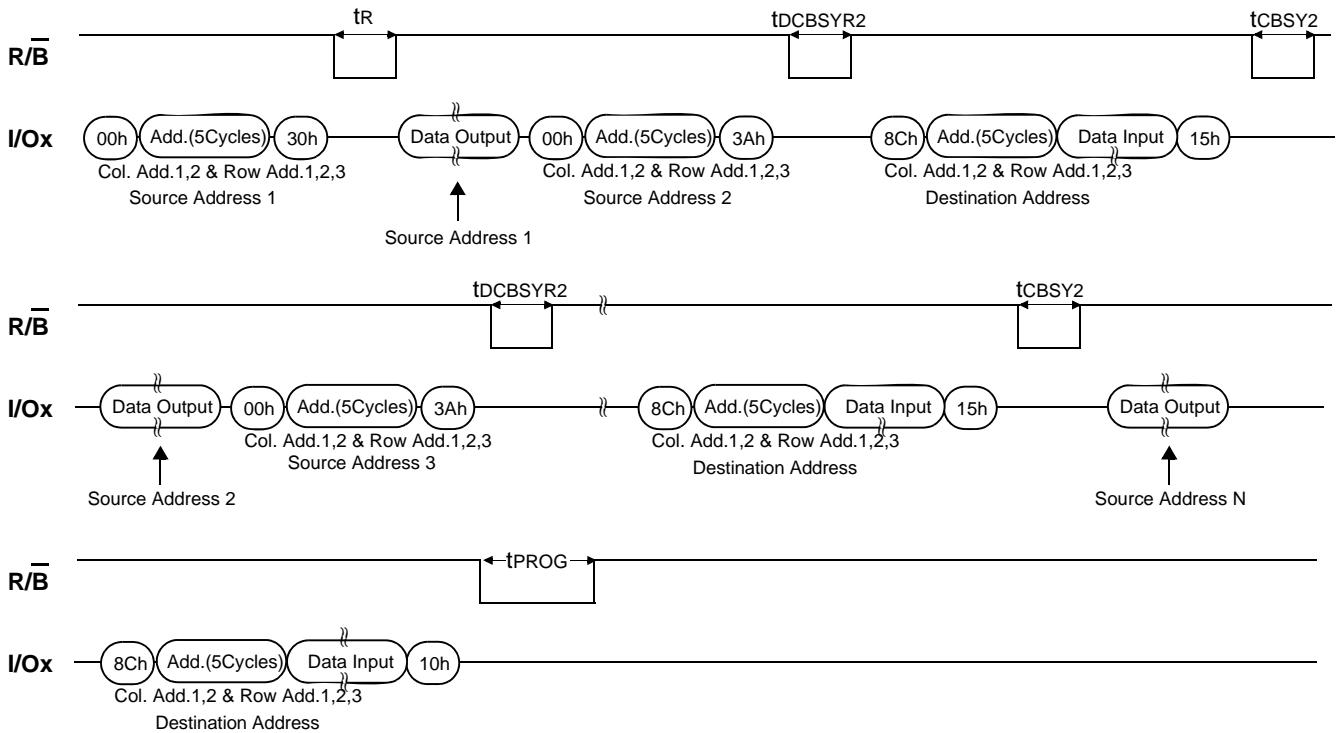 tR tDCBSYR2 tCBSY2
R/B
I/Ox 00h Add.(5Cycles) 30h Data Output 00h Add.(5Cycles) 3Ah 8Ch Add.(5Cycles) Data Input 15h
Col. Add.1,2 & Row Add.1,2,3 Col. Add.1,2 & Row Add.1,2,3 Col. Add.1,2 & Row Add.1,2,3
Source Address 1 Source Address 2 Destination Address
Source Address 1
tDCBSYR2 tCBSY2
R/B
I/Ox Data Output 00h Add.(5Cycles) 3Ah 8Ch Add.(5Cycles) Data Input 15h Data Output
Col. Add.1,2 & Row Add.1,2,3 Col. Add.1,2 & Row Add.1,2,3
Source Address 3 Destination Address
Source Address 2 Source Address N
tPROG
R/B
I/Ox 8Ch Add.(5Cycles) Data Input 10h
Col. Add.1,2 & Row Add.1,2,3
Destination Address